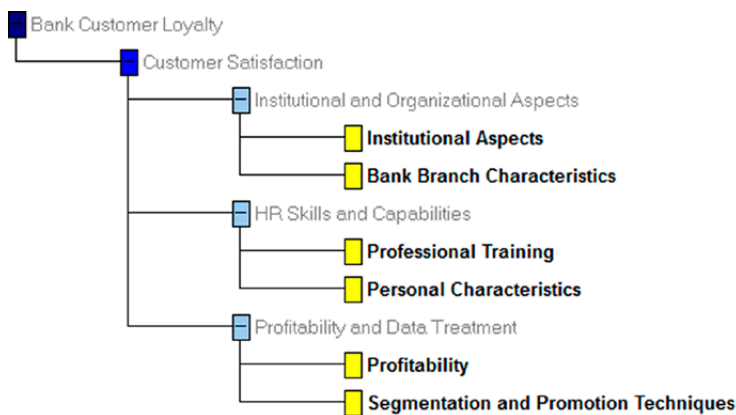 Bank Customer Loyalty
Customer Satisfaction
Institutional and Organizational Aspects
Institutional Aspects
Bank Branch Characteristics
HR Skills and Capabilities
Professional Training
Personal Characteristics
Profitability and Data Treatment
Profitability
Segmentation and Promotion Techniques